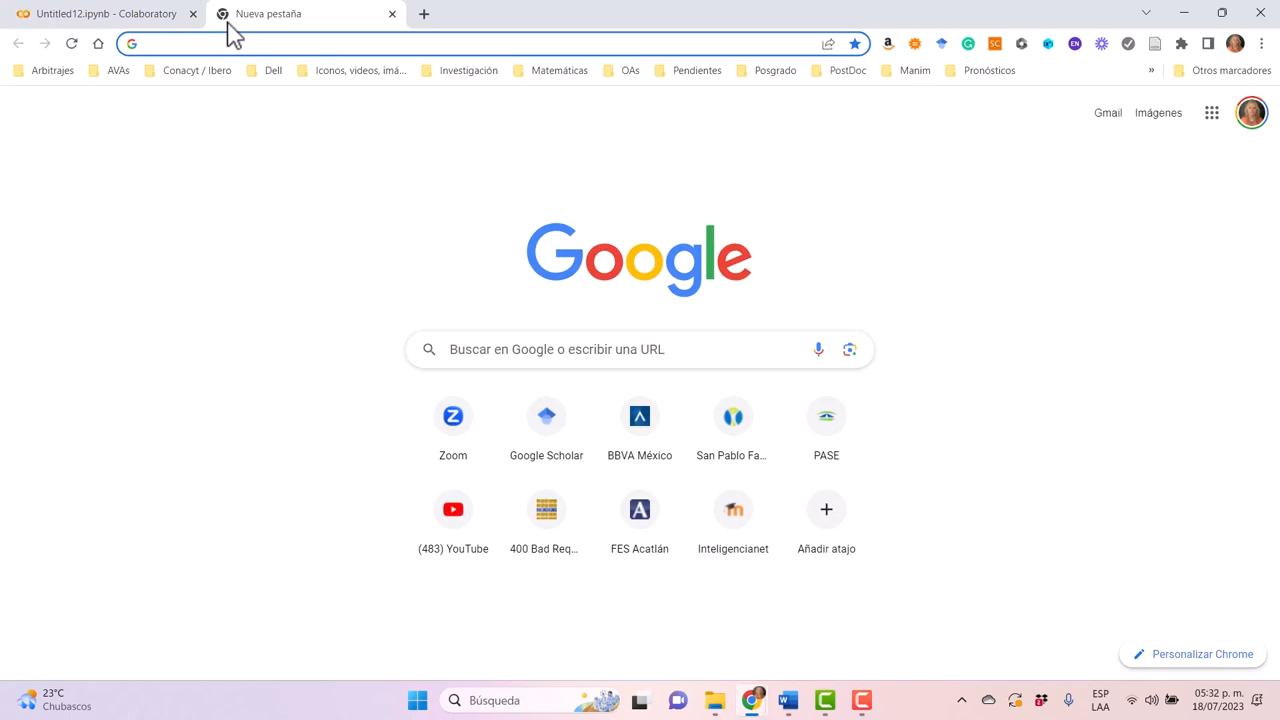 Untitled12.ipynb - Colaboratory
Nueva pestaña
Arbitrajes
AVAs
Conacyt / Ibero
Dell
Iconos, videos, imá...
Investigación
Matemáticas
OAs
Pendientes
Posgrado
PostDoc
Manim
Pronósticos
»
Otros marcadores
Gmail
Imágenes
Google
Buscar en Google o escribir una URL
Zoom
Google Scholar
BBVA México
San Pablo Fa...
PASE
(483) YouTube
400 Bad Req...
FES Acatlán
Inteligencianet
Añadir atajo
Personalizar Chrome
23°C
Chubascos
Búsqueda
ESP
LAA
05:32 p. m.
18/07/2023